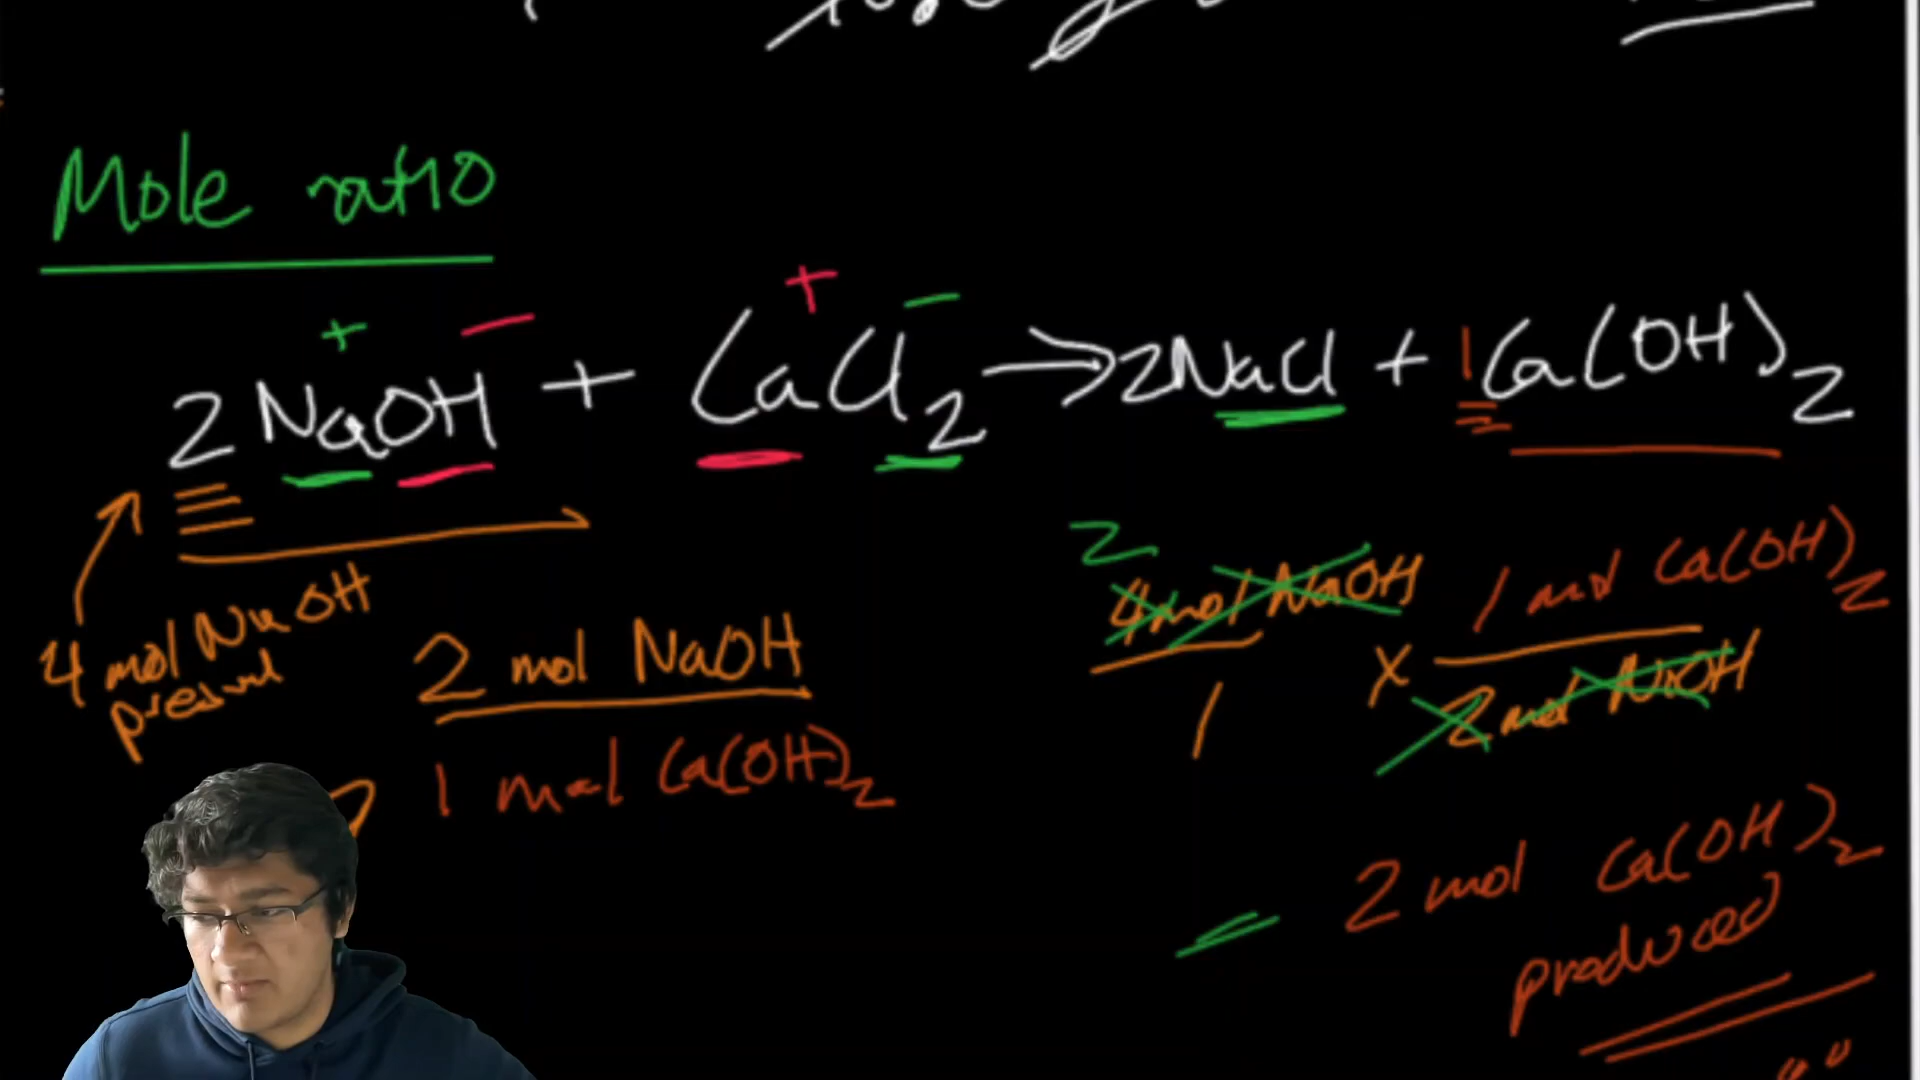 Mole ratio
+ − + −
2 NaOH + CaCl2 → 2NaCl + 1Ca(OH)2
4 mol NaOH
present
2 mol NaOH
1 mol Ca(OH)2
2
4 mol NaOH 1 mol Ca(OH)2
x
1 2 mol NaOH
= 2 mol Ca(OH)2
produced